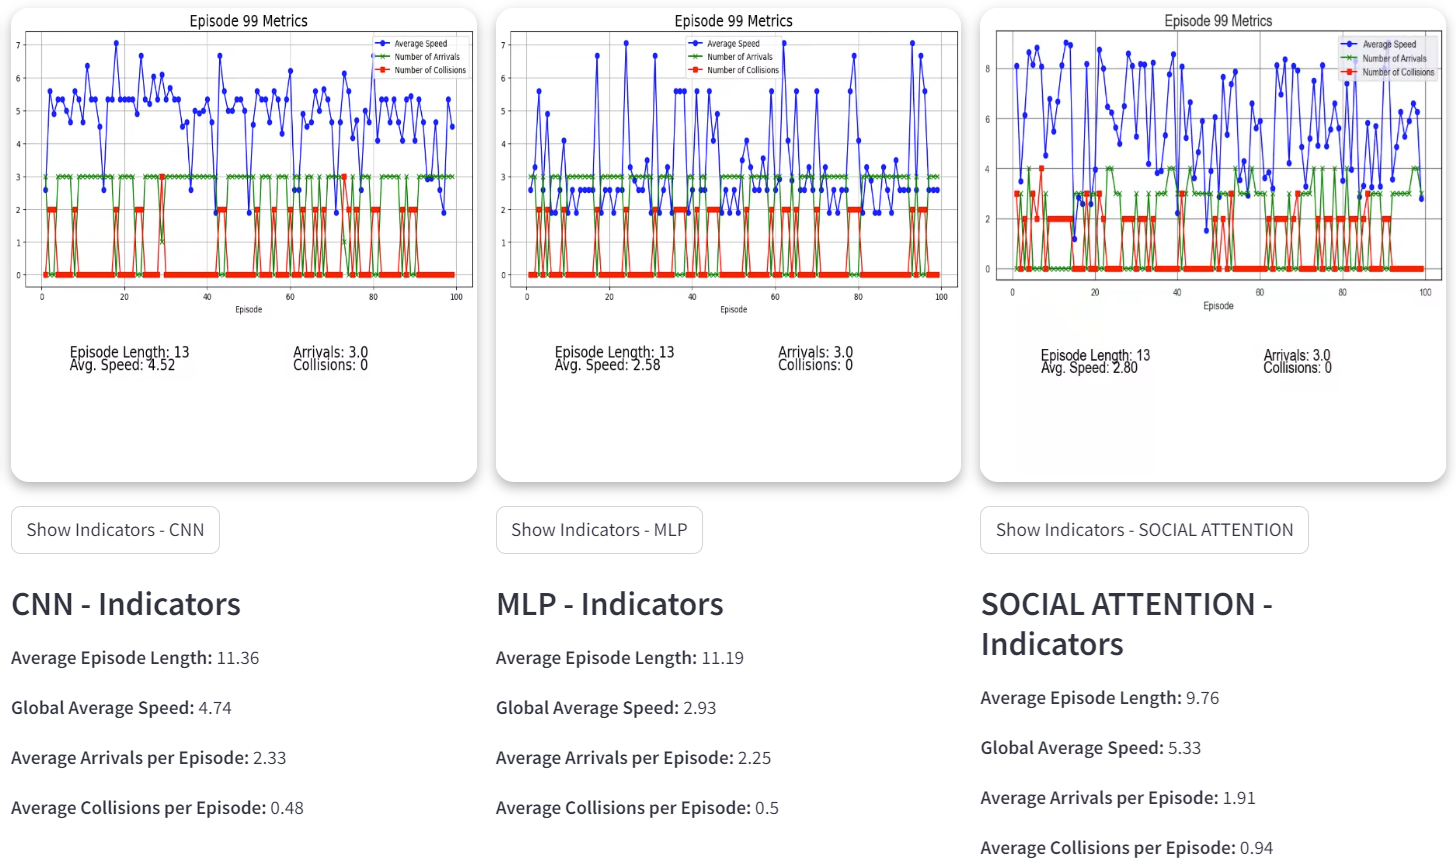 Episode 99 Metrics
Average Speed
Number of Arrivals
Number of Collisions
7
6
5
4
3
2
1
0
0 20 40 60 80 100
Episode
Episode Length: 13 Arrivals: 3.0
Avg. Speed: 4.52 Collisions: 0
Episode 99 Metrics
Average Speed
Number of Arrivals
Number of Collisions
7
6
5
4
3
2
1
0
0 20 40 60 80 100
Episode
Episode Length: 13 Arrivals: 3.0
Avg. Speed: 2.58 Collisions: 0
Episode 99 Metrics
Average Speed
Number of Arrivals
Number of Collisions
8
6
4
2
0
0 20 40 60 80 100
Episode
Episode Length: 13 Arrivals: 3.0
Avg. Speed: 2.80 Collisions: 0
Show Indicators - CNN
CNN - Indicators
Average Episode Length: 11.36
Global Average Speed: 4.74
Average Arrivals per Episode: 2.33
Average Collisions per Episode: 0.48
Show Indicators - MLP
MLP - Indicators
Average Episode Length: 11.19
Global Average Speed: 2.93
Average Arrivals per Episode: 2.25
Average Collisions per Episode: 0.5
Show Indicators - SOCIAL ATTENTION
SOCIAL ATTENTION -
Indicators
Average Episode Length: 9.76
Global Average Speed: 5.33
Average Arrivals per Episode: 1.91
Average Collisions per Episode: 0.94